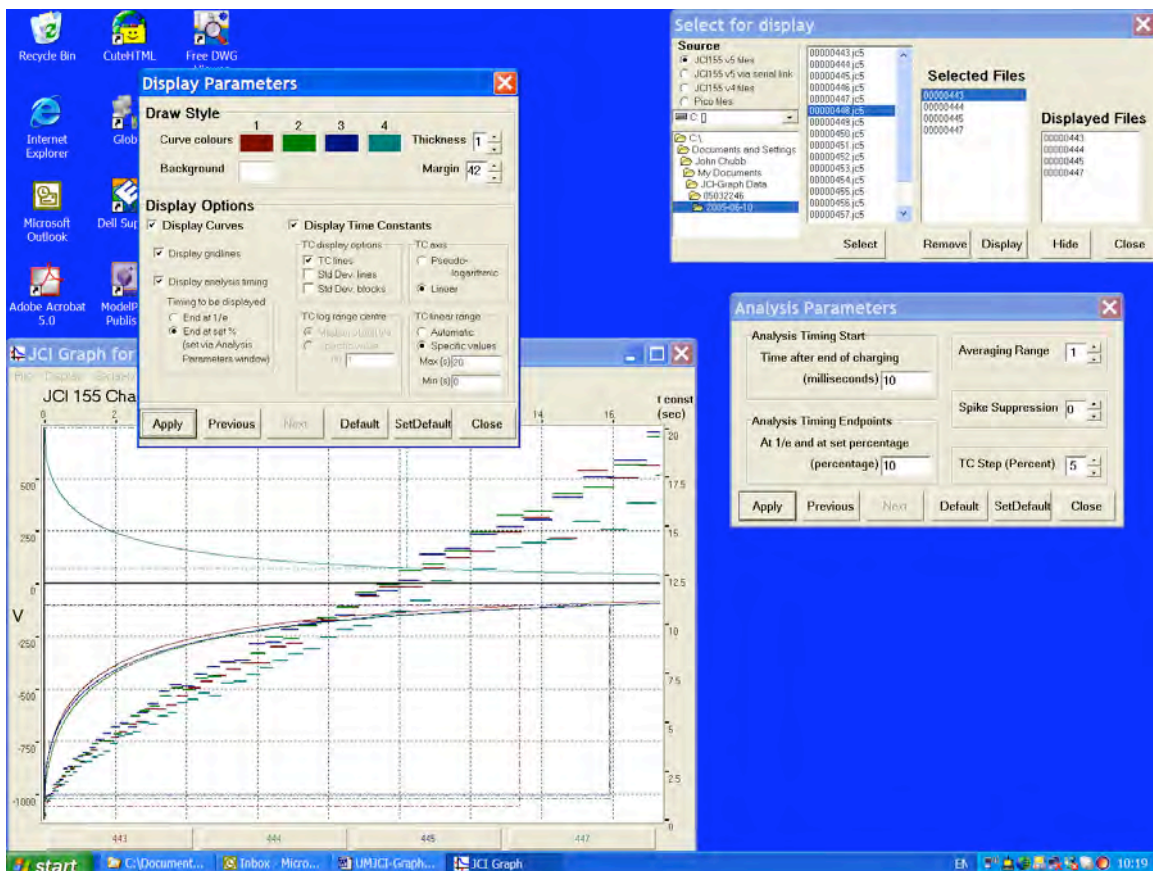 Recycle Bin
CuteHTML
Free DWG
Viewer
Internet
Explorer
Glob
Microsoft
Outlook
Dell Sup
Adobe Acrobat
5.0
ModelP
Publis
Display Parameters
Draw Style
1 2 3 4
Curve colours
Thickness 1
Background
Margin 42
Display Options
Display Curves
Display Time Constants
Display gridlines
Display analysis timing
Timing to be displayed
End at 1/e
End at set %
(set via Analysis
Parameters window)
TC display options
TC lines
Std Dev. lines
Std Dev. blocks
TC axis
Pseudo-
logarithmic
Linear
TC log range centre
1
TC linear range
Automatic
Specific values
Max (s) 20
Min (s) 0
Apply Previous Next Default SetDefault Close
Select for display
Source
JCI155 v5 files
JCI155 v5 via serial link
JCI155 v4 files
Pico files
C: []
C:\
Documents and Settings
John Chubb
My Documents
JCI-Graph Data
05032246
2005-06-10
00000443.jc5
00000444.jc5
00000445.jc5
00000446.jc5
00000447.jc5
00000448.jc5
00000449.jc5
00000450.jc5
00000451.jc5
00000452.jc5
00000453.jc5
00000454.jc5
00000455.jc5
00000456.jc5
00000457.jc5
Selected Files
00000443
00000444
00000445
00000447
Displayed Files
00000443
00000444
00000445
00000447
Select Remove Display Hide Close
Analysis Parameters
Analysis Timing Start
Time after end of charging
(milliseconds) 10
Analysis Timing Endpoints
At 1/e and at set percentage
(percentage) 10
Averaging Range 1
Spike Suppression 0
TC Step (Percent) 5
Apply Previous Next Default SetDefault Close
JCI Graph for
File Display
JCI 155 Cha
t const
(sec)
0 2 14 16
500
250
0
V
-250
-500
-750
-1000
20
17.5
15
12.5
10
7.5
5
2.5
0
443 444 445 447
start
C:\Document...
Inbox - Micro...
UMJCI-Graph...
JCI Graph
EN
10:19